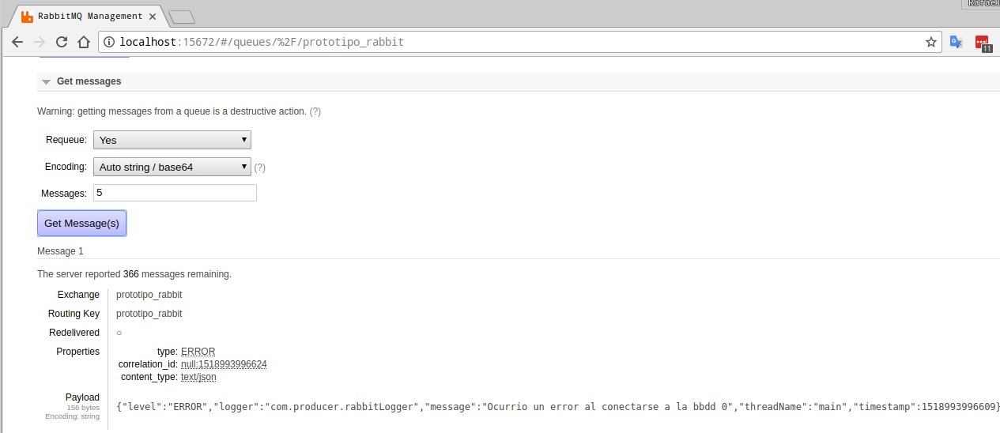 Rafael
RabbitMQ Management
localhost:15672/#/queues/%2F/prototipo_rabbit
11
Get messages
Warning: getting messages from a queue is a destructive action. (?)
Requeue: Yes
Encoding: Auto string / base64 (?)
Messages: 5
Get Message(s)
Message 1
The server reported 366 messages remaining.
Exchange prototipo_rabbit
Routing Key prototipo_rabbit
Redelivered ○
Properties type: ERROR
correlation_id: null:1518993996624
content_type: text/json
Payload
156 bytes
Encoding: string
{"level":"ERROR","logger":"com.producer.rabbitLogger","message":"Ocurrio un error al conectarse a la bbdd 0","threadName":"main","timestamp":1518993996609}